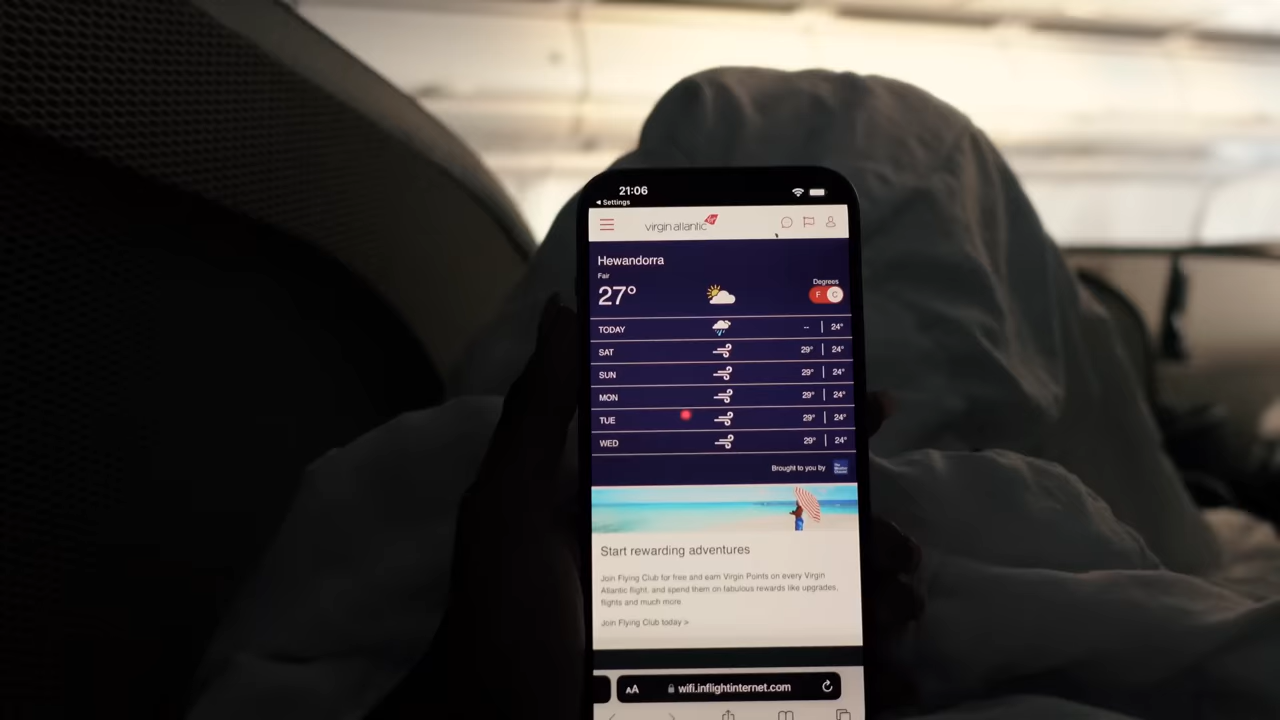 21:06
◂ Settings
virgin atlantic
Hewandorra
Fair
27°
Degrees
F C
TODAY -- | 24°
SAT 29° | 24°
SUN 29° | 24°
MON 29° | 24°
TUE 29° | 24°
WED 29° | 24°
Brought to you by
Start rewarding adventures
Join Flying Club for free and earn Virgin Points on every Virgin
Atlantic flight, and spend them on fabulous rewards like upgrades,
flights and much more
Join Flying Club today >
AA wifi.inflightinternet.com